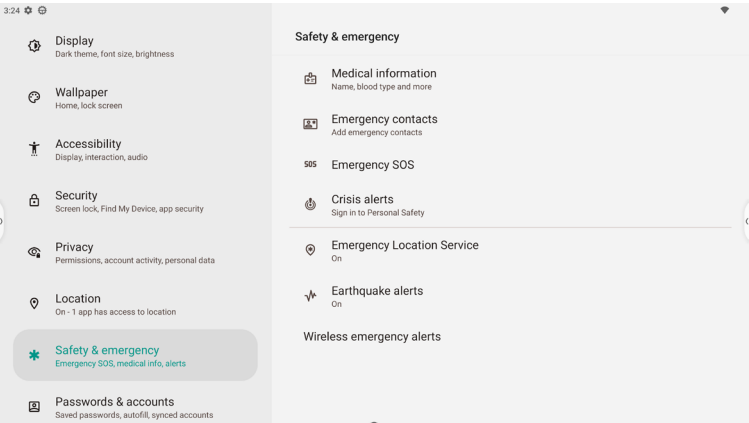 3:24
Display
Dark theme, font size, brightness
Wallpaper
Home, lock screen
Accessibility
Display, interaction, audio
Security
Screen lock, Find My Device, app security
Privacy
Permissions, account activity, personal data
Location
On - 1 app has access to location
Safety & emergency
Emergency SOS, medical info, alerts
Passwords & accounts
Saved passwords, autofill, synced accounts
Safety & emergency
Medical information
Name, blood type and more
Emergency contacts
Add emergency contacts
SOS Emergency SOS
Crisis alerts
Sign in to Personal Safety
Emergency Location Service
On
Earthquake alerts
On
Wireless emergency alerts